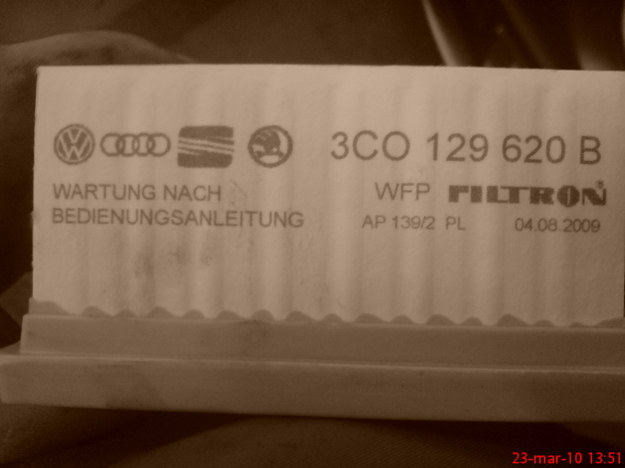 3CO 129 620 B
WARTUNG NACH
BEDIENUNGSANLEITUNG
WFP FILTRON®
AP 139/2 PL 04.08.2009
23-mar-10 13:51